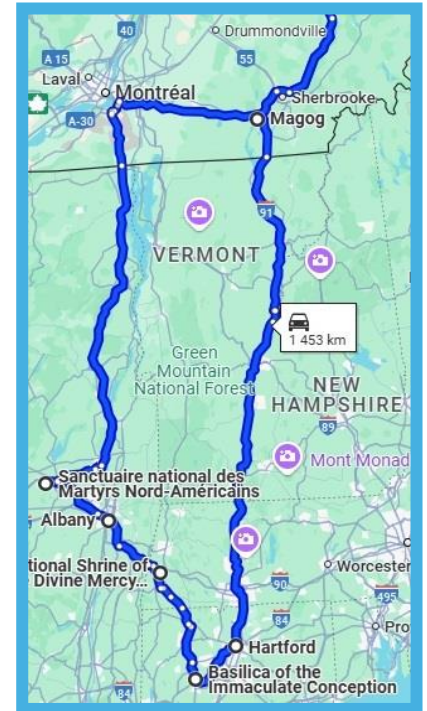 40
Drummondville
A 15
55
Laval
Montréal
Sherbrooke
A-30
Magog
91
VERMONT
1 453 km
Green
Mountain
National Forest
NEW
HAMPSHIRE
89
Mont Monad
Sanctuaire national des
Martyrs Nord-Américains
Albany
tional Shrine of
Divine Mercy...
90
Worcester
495
84
Pro
Hartford
Basilica of the
Immaculate Conception
84